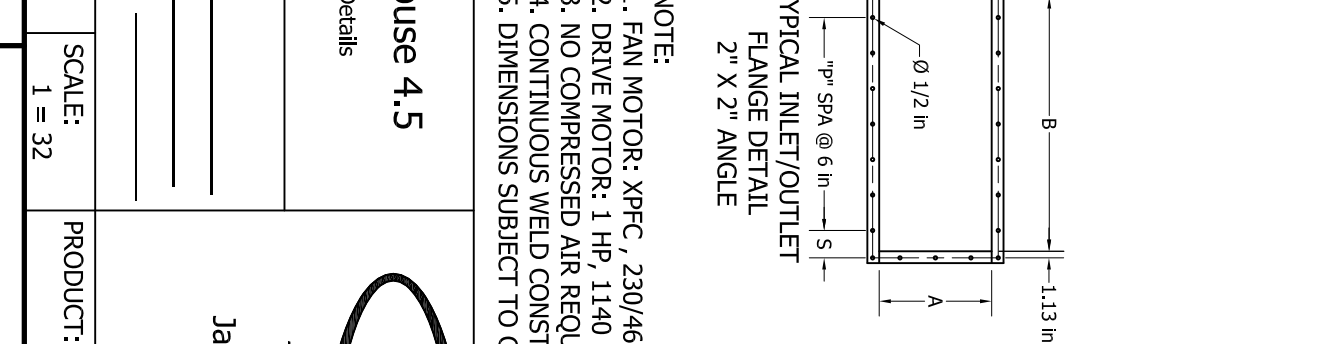 B
1.13 in
A
Ø 1/2 in
"P" SPA @ 6 in
S
YPICAL INLET/OUTLET
FLANGE DETAIL
2" X 2" ANGLE
NOTE:
. FAN MOTOR: XPFC , 230/46
2. DRIVE MOTOR: 1 HP, 1140
3. NO COMPRESSED AIR REQU
4. CONTINUOUS WELD CONST
5. DIMENSIONS SUBJECT TO
ouse 4.5
Details
Ja
SCALE:
1 = 32
PRODUCT: